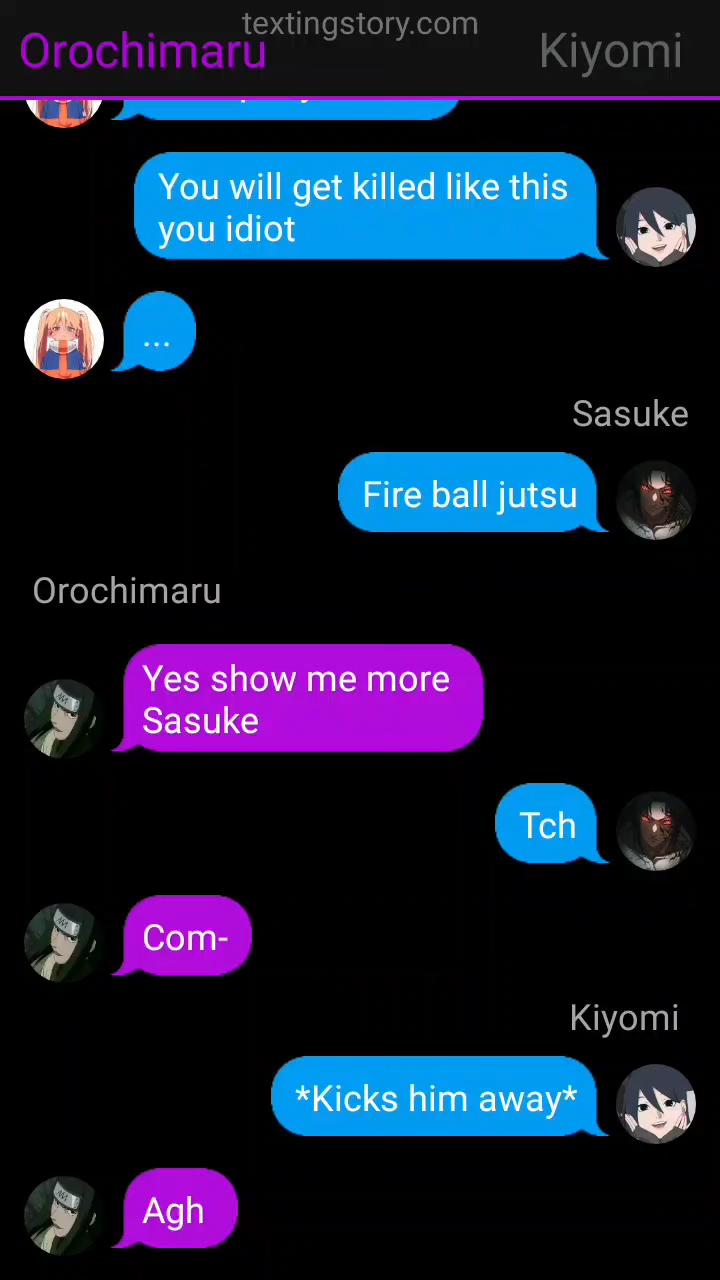 textingstory.com
Orochimaru
Kiyomi
You will get killed like this
you idiot
...
Sasuke
Fire ball jutsu
Orochimaru
Yes show me more
Sasuke
Tch
Com-
Kiyomi
*Kicks him away*
Agh